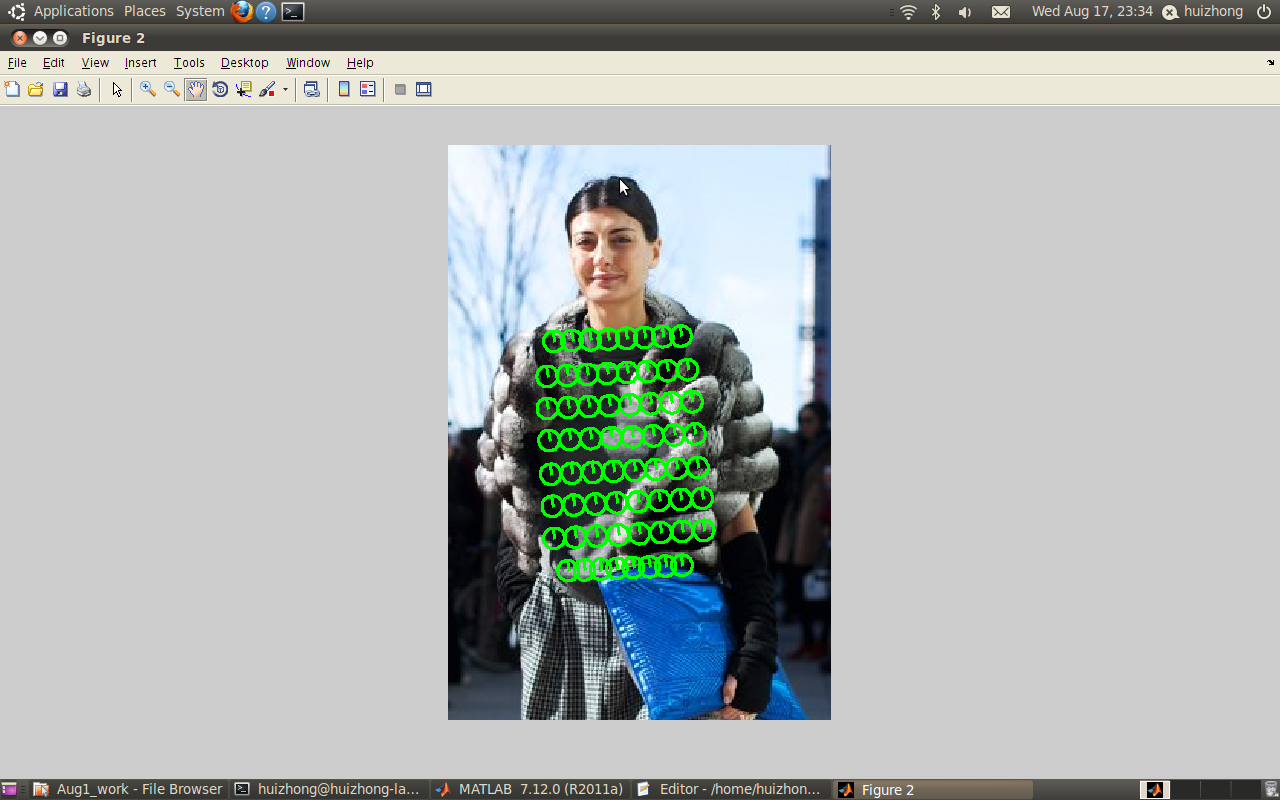 Applications Places System Wed Aug 17, 23:34 huizhong
Figure 2
File Edit View Insert Tools Desktop Window Help
Aug1_work - File Browser huizhong@huizhong-la... MATLAB 7.12.0 (R2011a) Editor - /home/huizhon... Figure 2